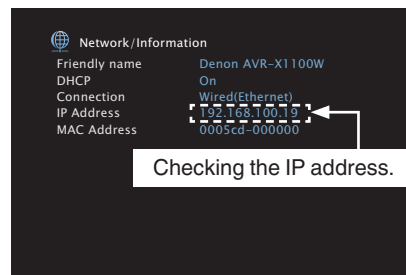 Network/Information
Friendly name Denon AVR-X1100W
DHCP On
Connection Wired(Ethernet)
IP Address 192.168.100.19
MAC Address 0005cd-000000
Checking the IP address.